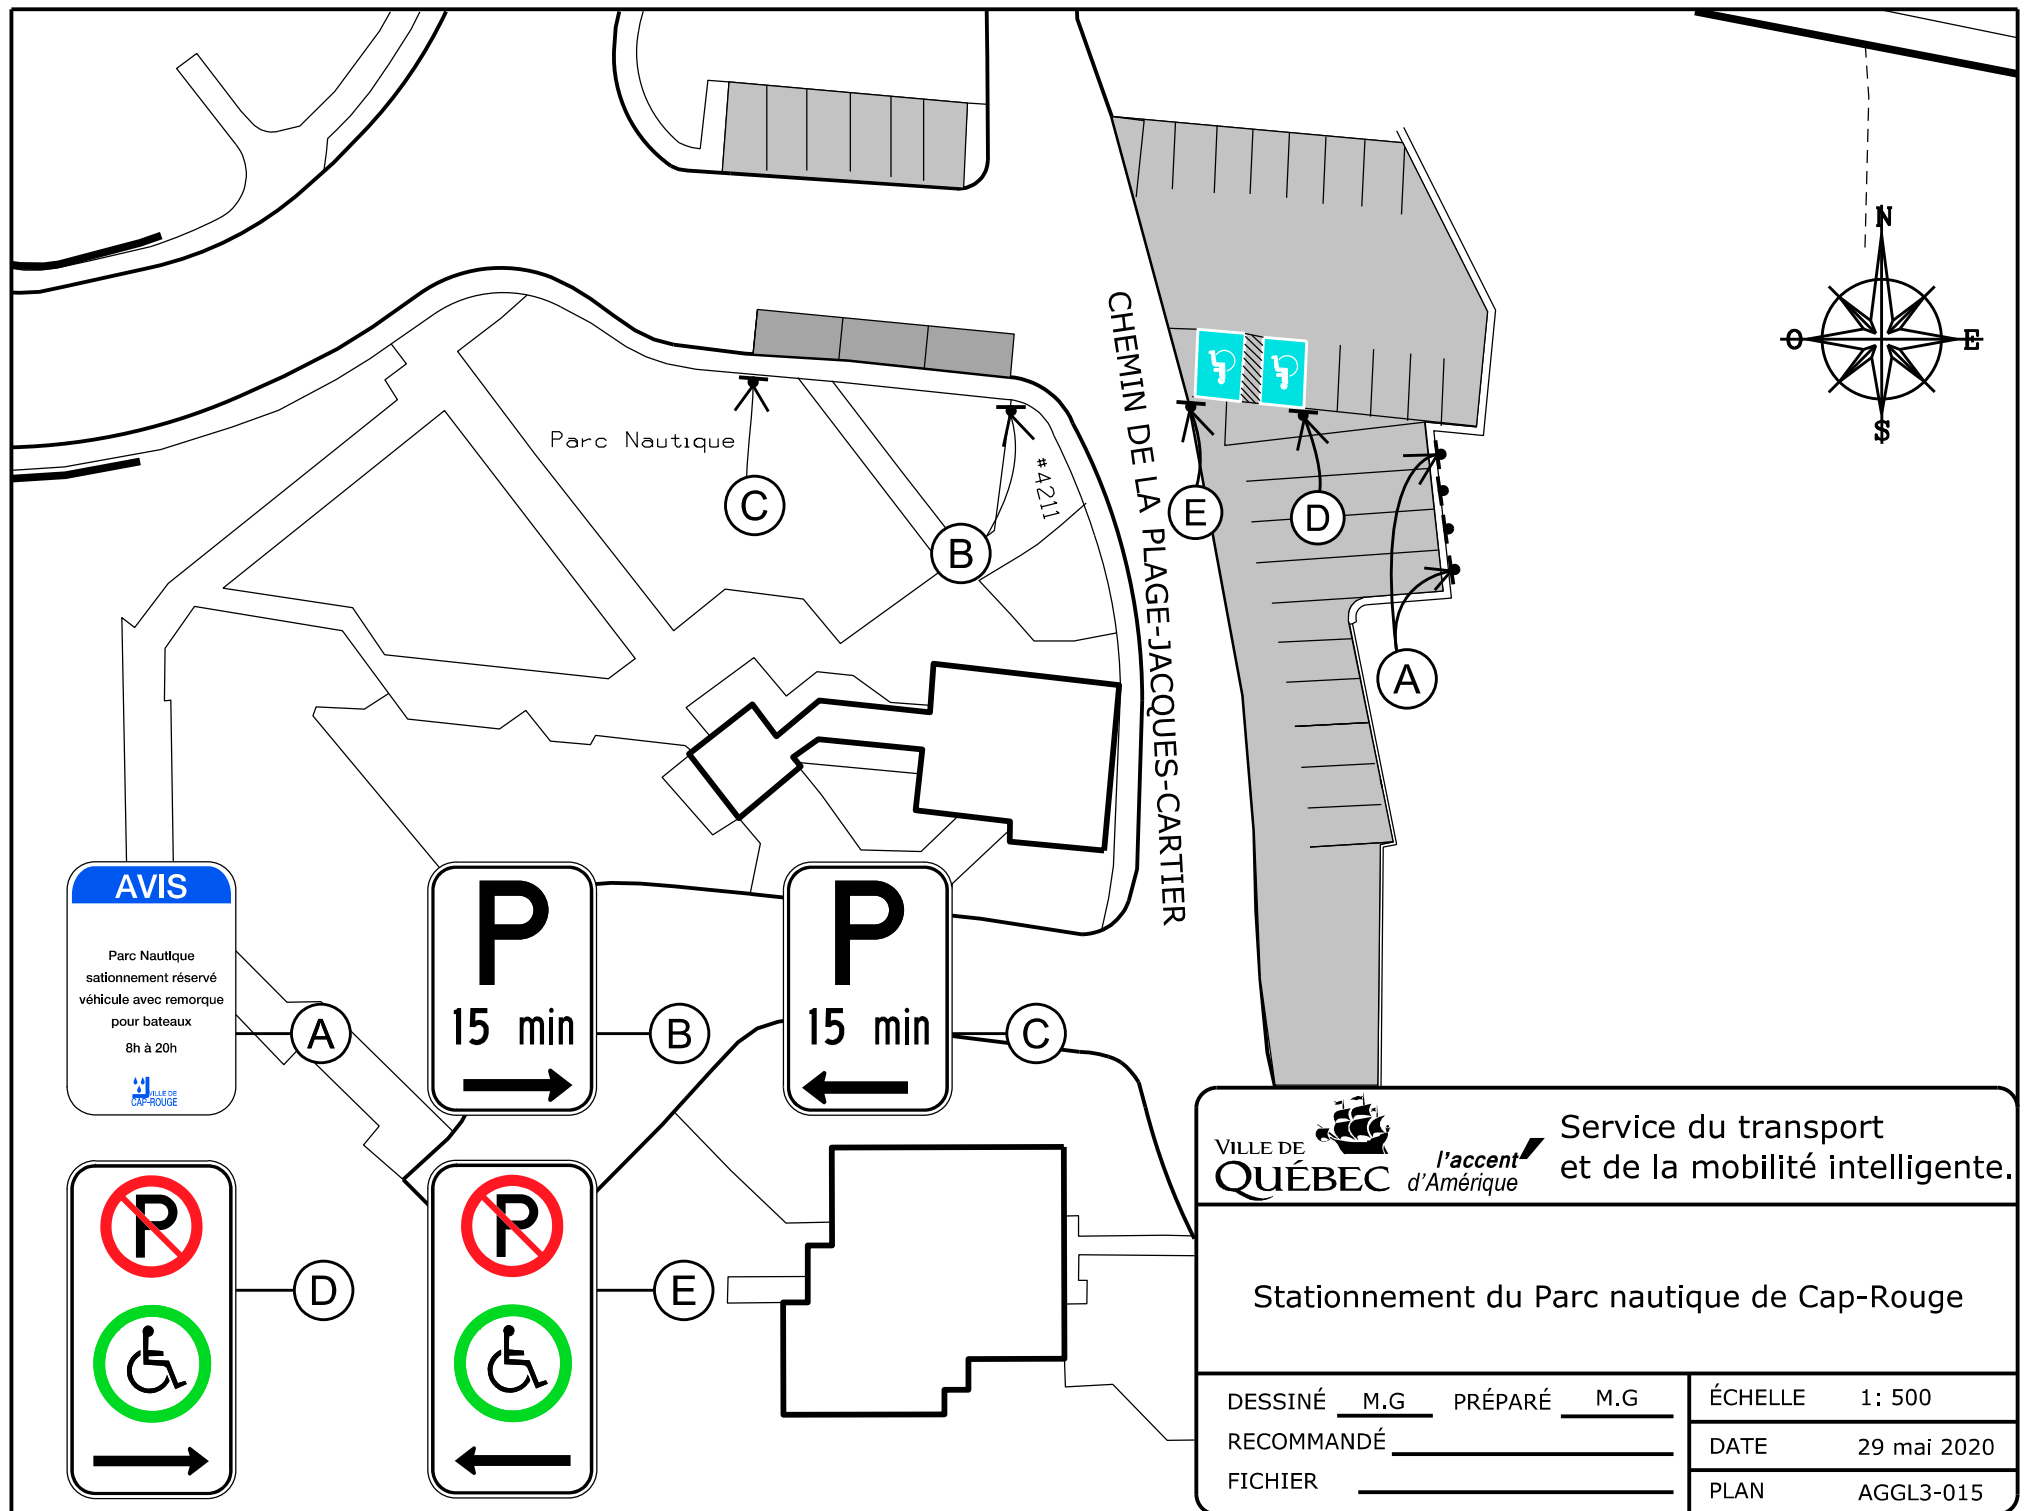 N
O
E
S
CHEMIN DE LA PLAGE-JACQUES-CARTIER
Parc Nautique
#4211
C
B
E
D
A
AVIS
Parc Nautique
sationnement réservé
véhicule avec remorque
pour bateaux
8h à 20h
VILLE DE
CAP-ROUGE
A
P
15 min
B
P
15 min
C
P
D
P
E
VILLE DE
QUÉBEC
l'accent
d'Amérique
Service du transport
et de la mobilité intelligente.
Stationnement du Parc nautique de Cap-Rouge
DESSINÉ M.G PRÉPARÉ M.G
RECOMMANDÉ
FICHIER
ÉCHELLE 1: 500
DATE 29 mai 2020
PLAN AGGL3-015